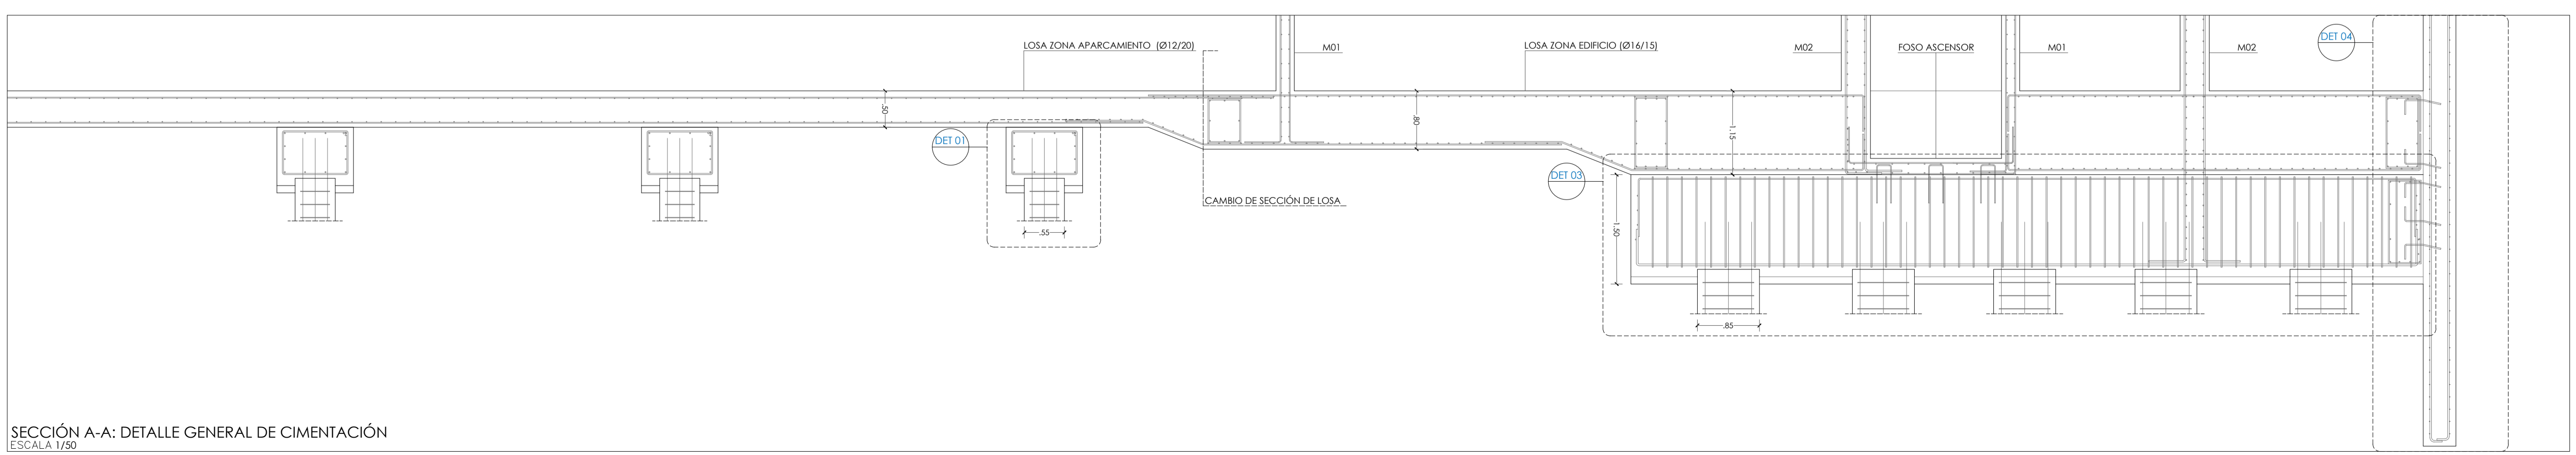 LOSA ZONA APARCAMIENTO (Ø12/20)
M01
LOSA ZONA EDIFICIO (Ø16/15)
M02
FOSO ASCENSOR
M01
M02
DET 04
.50
DET 01
.80
1.15
DET 03
CAMBIO DE SECCIÓN DE LOSA
.55
1.50
.85
SECCIÓN A-A: DETALLE GENERAL DE CIMENTACIÓN
ESCALA 1/50